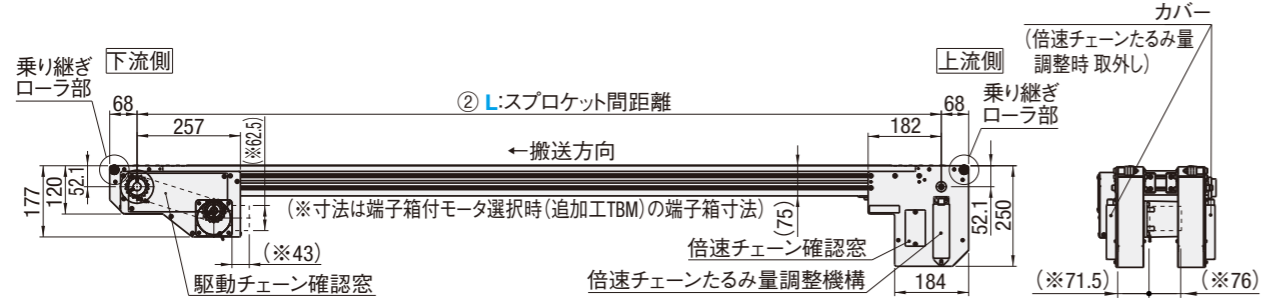 カバー
(倍速チェーンたるみ量
調整時 取外し)
乗り継ぎ
ローラ部
下流側
上流側
乗り継ぎ
ローラ部
68
② L:スプロケット間距離
68
257
(※62.5)
182
←搬送方向
177
120
52.1
(※寸法は端子箱付モータ選択時(追加工TBM)の端子箱寸法)
(75)
52.1
250
(※43)
倍速チェーン確認窓
駆動チェーン確認窓
倍速チェーンたるみ量調整機構
184
(※71.5)
(※76)